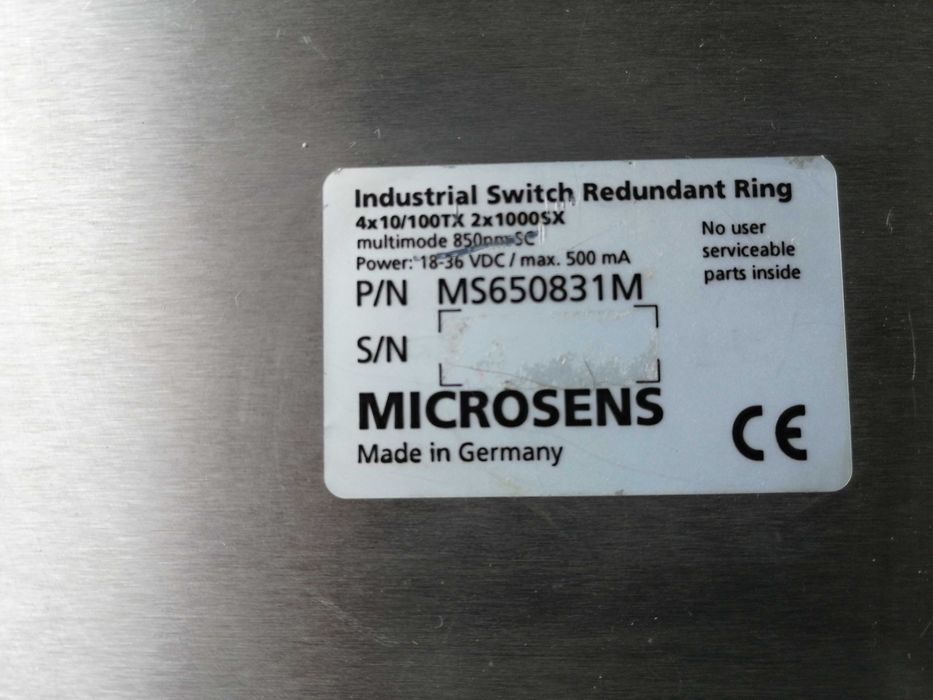 Industrial Switch Redundant Ring
4x10/100TX 2x1000SX
multimode 850nm SC
Power: 18-36 VDC / max. 500 mA
No user
serviceable
parts inside
P/N MS650831M
S/N
MICROSENS
Made in Germany
CE